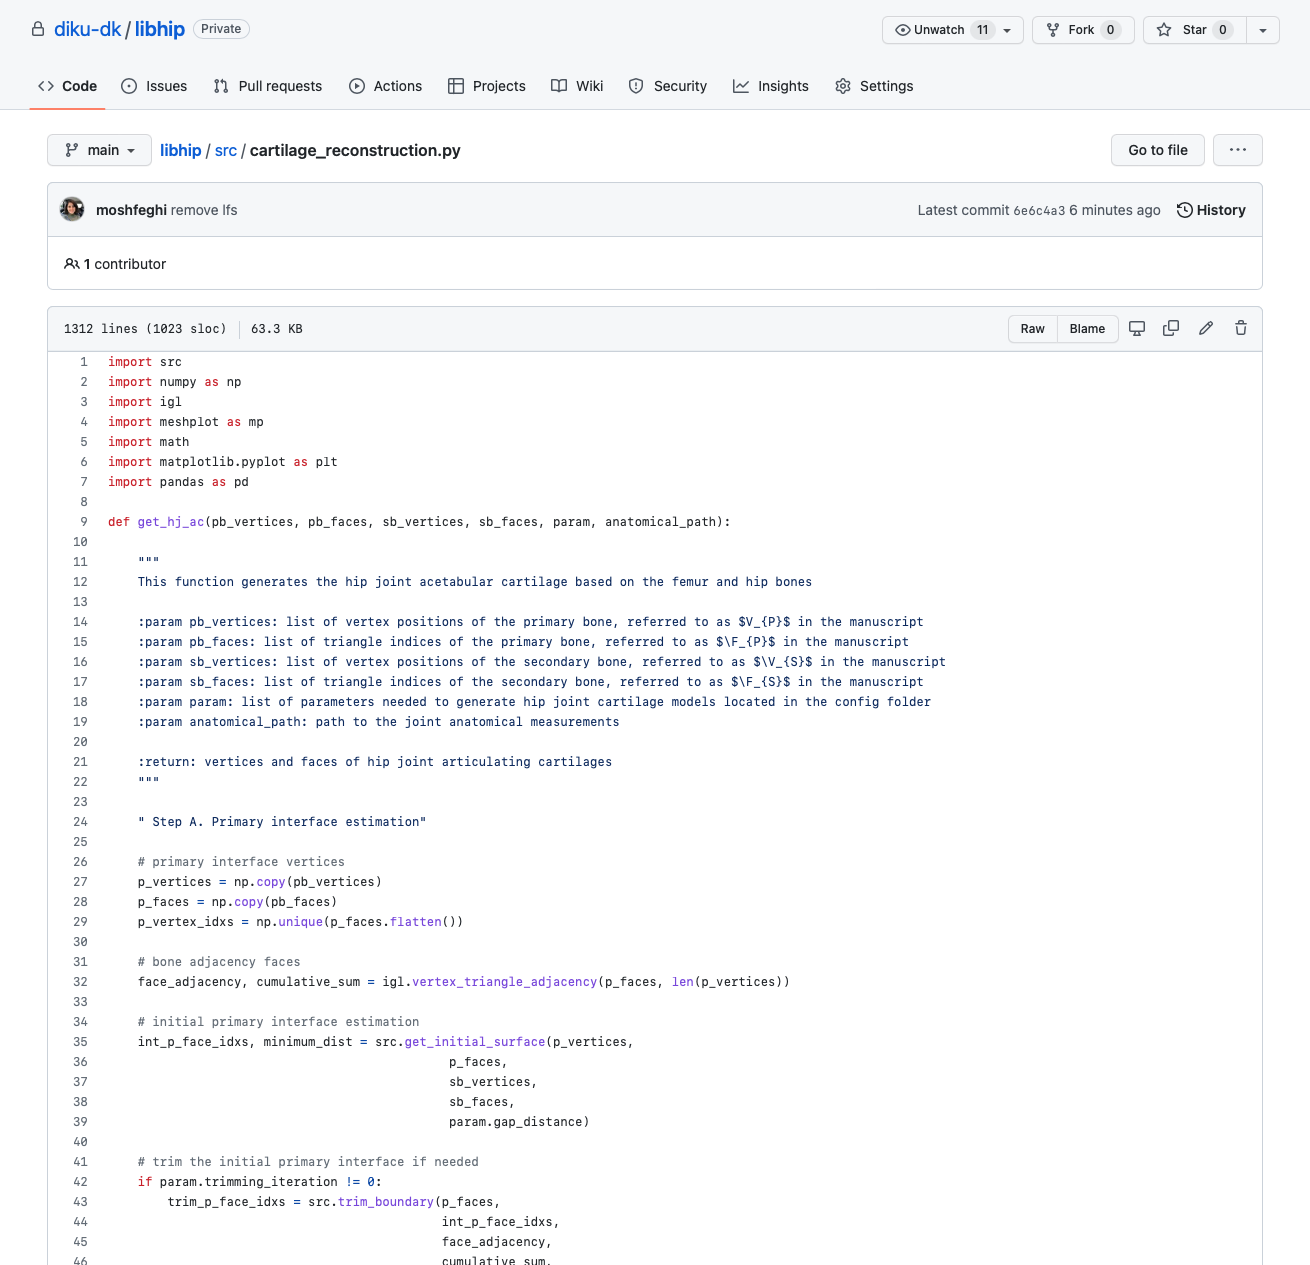 diku-dk / libhip Private
Unwatch 11 Fork 0 Star 0
<> Code Issues Pull requests Actions Projects Wiki Security Insights Settings
main libhip / src / cartilage_reconstruction.py Go to file ...
moshfeghi remove lfs Latest commit 6e6c4a3 6 minutes ago History
1 contributor
1312 lines (1023 sloc) 63.3 KB Raw Blame
1 import src
2 import numpy as np
3 import igl
4 import meshplot as mp
5 import math
6 import matplotlib.pyplot as plt
7 import pandas as pd
8
9 def get_hj_ac(pb_vertices, pb_faces, sb_vertices, sb_faces, param, anatomical_path):
10
11 """
12 This function generates the hip joint acetabular cartilage based on the femur and hip bones
13
14 :param pb_vertices: list of vertex positions of the primary bone, referred to as $V_{P}$ in the manuscript
15 :param pb_faces: list of triangle indices of the primary bone, referred to as $\F_{P}$ in the manuscript
16 :param sb_vertices: list of vertex positions of the secondary bone, referred to as $\V_{S}$ in the manuscript
17 :param sb_faces: list of triangle indices of the secondary bone, referred to as $\F_{S}$ in the manuscript
18 :param param: list of parameters needed to generate hip joint cartilage models located in the config folder
19 :param anatomical_path: path to the joint anatomical measurements
20
21 :return: vertices and faces of hip joint articulating cartilages
22 """
23
24 " Step A. Primary interface estimation"
25
26 # primary interface vertices
27 p_vertices = np.copy(pb_vertices)
28 p_faces = np.copy(pb_faces)
29 p_vertex_idxs = np.unique(p_faces.flatten())
30
31 # bone adjacency faces
32 face_adjacency, cumulative_sum = igl.vertex_triangle_adjacency(p_faces, len(p_vertices))
33
34 # initial primary interface estimation
35 int_p_face_idxs, minimum_dist = src.get_initial_surface(p_vertices,
36 p_faces,
37 sb_vertices,
38 sb_faces,
39 param.gap_distance)
40
41 # trim the initial primary interface if needed
42 if param.trimming_iteration != 0:
43 trim_p_face_idxs = src.trim_boundary(p_faces,
44 int_p_face_idxs,
45 face_adjacency,
46 cumulative_sum,